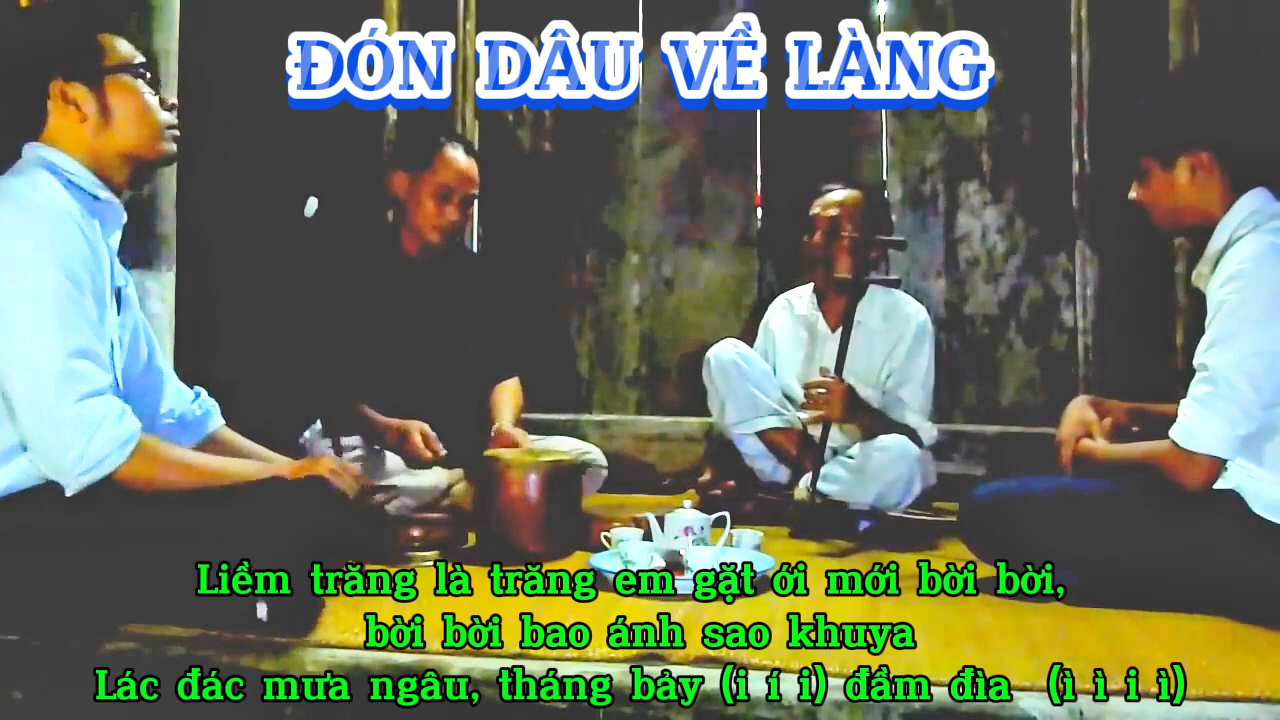 ĐÓN DÂU VỀ LÀNG
Liềm trăng là trăng em gặt ới mới bời bời,
bời bời bao ánh sao khuya
Lác đác mưa ngâu, tháng bảy (i í i) đầm đìa (ì ì i ì)